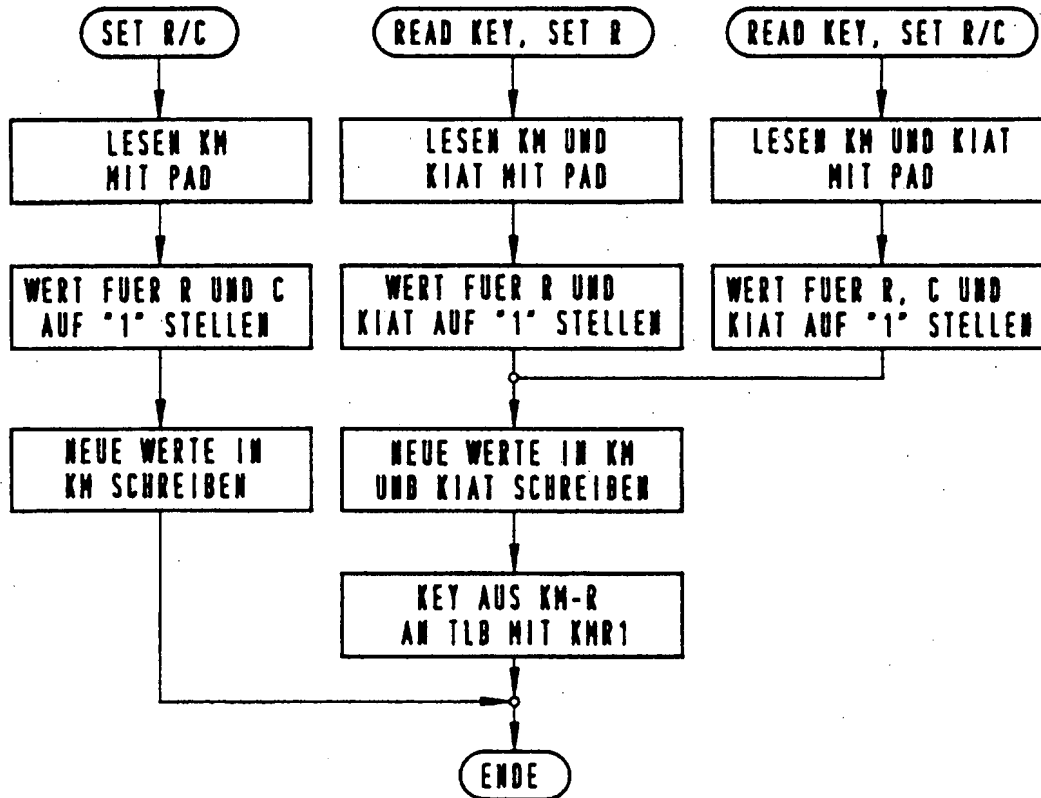 SET R/C
READ KEY, SET R
READ KEY, SET R/C
LESEN KM
MIT PAD
LESEN KM UND
KIAT MIT PAD
LESEN KM UND KIAT
MIT PAD
WERT FUER R UND C
AUF "1" STELLEN
WERT FUER R UND
KIAT AUF "1" STELLEN
WERT FUER R, C UND
KIAT AUF "1" STELLEN
NEUE WERTE IN
KM SCHREIBEN
NEUE WERTE IN KM
UNB KIAT SCHREIBEN
KEY AUS KM-R
AN TLB MIT KMR1
ENDE